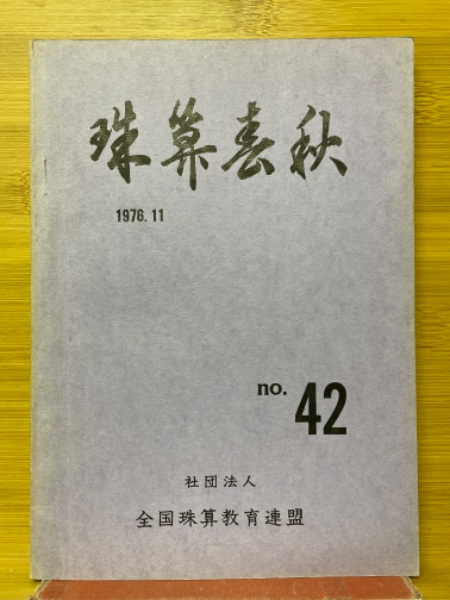 珠算春秋
1976.11
no. 42
社団法人
全国珠算教育連盟